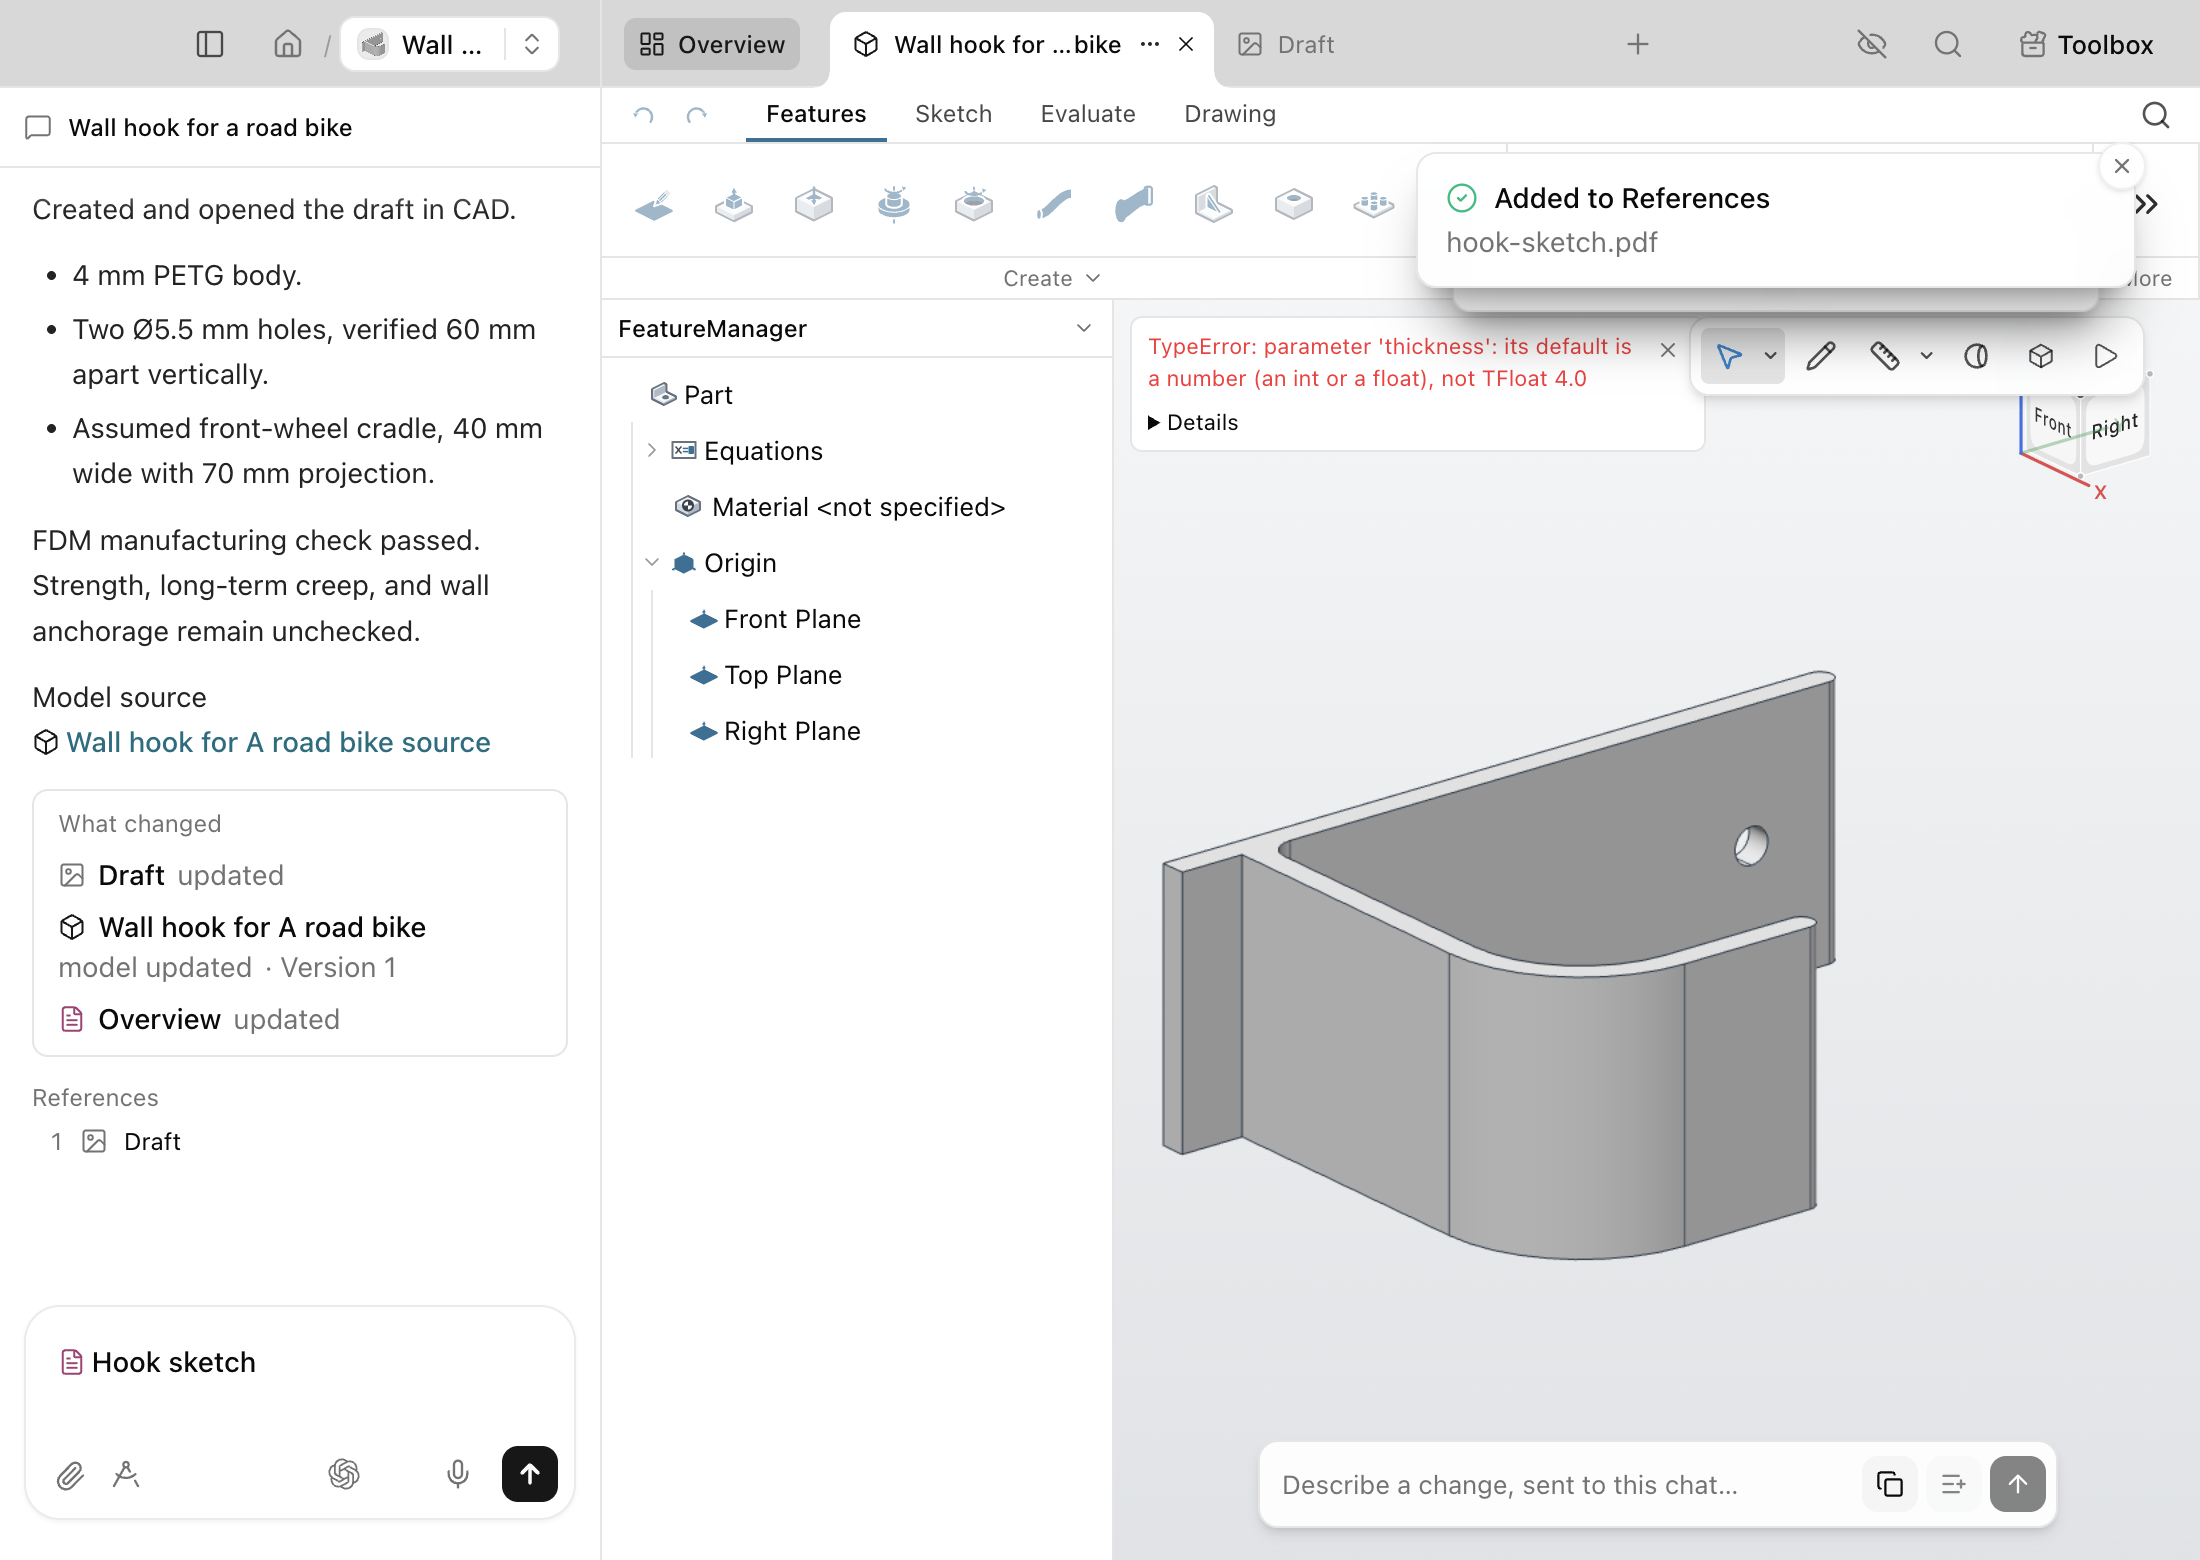 Wall ...
Overview
Wall hook for ...bike
Draft
Toolbox
Wall hook for a road bike
Features
Sketch
Evaluate
Drawing
Created and opened the draft in CAD.
• 4 mm PETG body.
• Two Ø5.5 mm holes, verified 60 mm
apart vertically.
• Assumed front-wheel cradle, 40 mm
wide with 70 mm projection.
FDM manufacturing check passed.
Strength, long-term creep, and wall
anchorage remain unchecked.
Model source
Wall hook for A road bike source
What changed
Draft updated
Wall hook for A road bike
model updated · Version 1
Overview updated
References
1 Draft
Hook sketch
Create
Added to References
hook-sketch.pdf
FeatureManager
Part
Equations
Material <not specified>
Origin
Front Plane
Top Plane
Right Plane
TypeError: parameter 'thickness': its default is
a number (an int or a float), not TFloat 4.0
Details
Front
Right
X
Describe a change, sent to this chat...